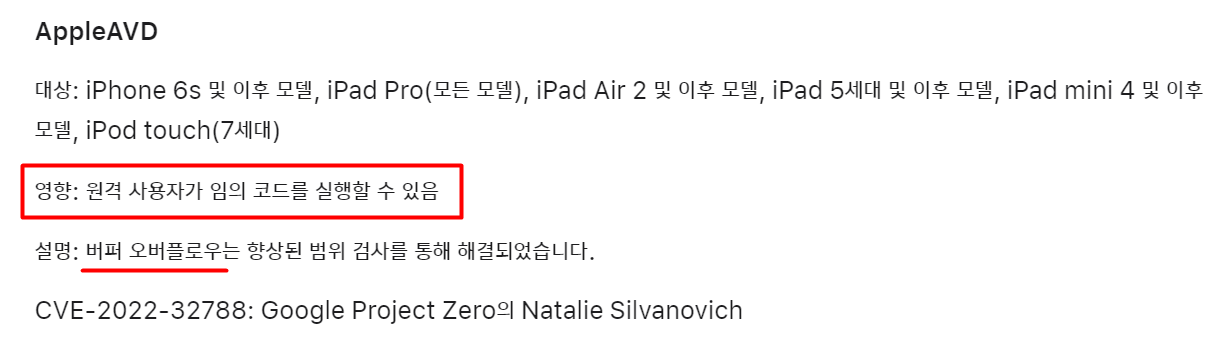 AppleAVD
대상: iPhone 6s 및 이후 모델, iPad Pro(모든 모델), iPad Air 2 및 이후 모델, iPad 5세대 및 이후 모델, iPad mini 4 및 이후
모델, iPod touch(7세대)
영향: 원격 사용자가 임의 코드를 실행할 수 있음
설명: 버퍼 오버플로우는 향상된 범위 검사를 통해 해결되었습니다.
CVE-2022-32788: Google Project Zero의 Natalie Silvanovich